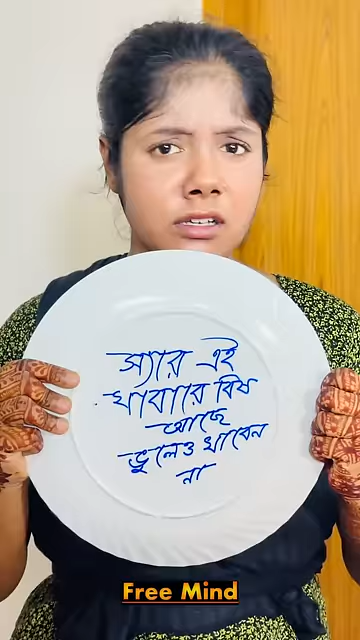 স্যার এই
খাবারে বিষ
আছে
ভুলেও খাবেন
না
Free Mind